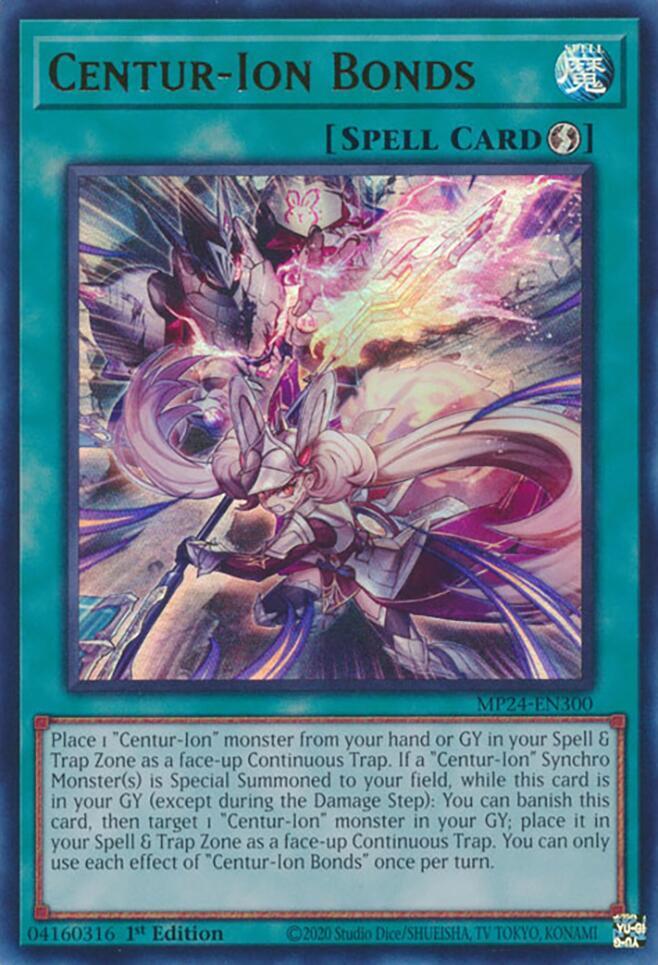 Centur-Ion Bonds
SPELL
魔
[Spell Card]
MP24-EN300
Place 1 "Centur-Ion" monster from your hand or GY in your Spell &
Trap Zone as a face-up Continuous Trap. If a "Centur-Ion" Synchro
Monster(s) is Special Summoned to your field, while this card is
in your GY (except during the Damage Step): You can banish this
card, then target 1 "Centur-Ion" monster in your GY; place it in
your Spell & Trap Zone as a face-up Continuous Trap. You can only
use each effect of "Centur-Ion Bonds" once per turn.
04160316 1st Edition
©2020 Studio Dice/SHUEISHA, TV TOKYO, KONAMI